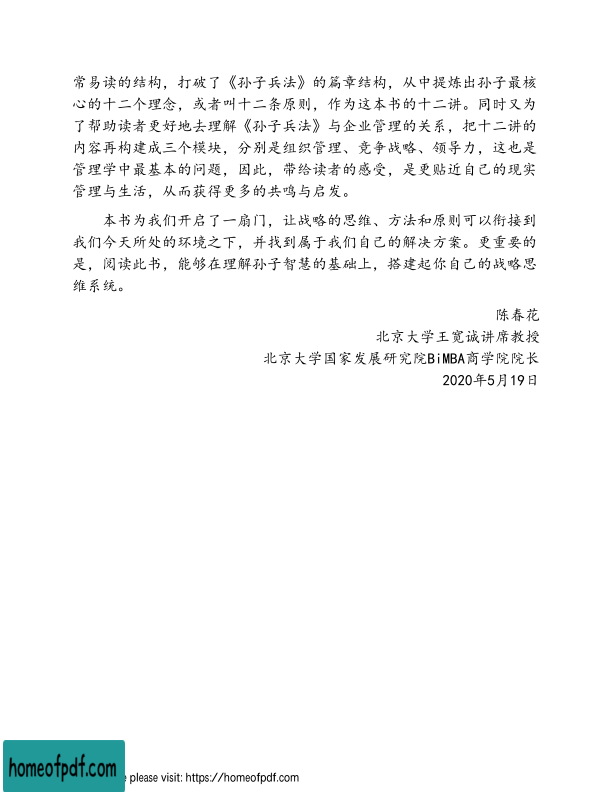 常易读的结构，打破了《孙子兵法》的篇章结构，从中提炼出孙子最核
心的十二个理念，或者叫十二条原则，作为这本书的十二讲。同时又为
了帮助读者更好地去理解《孙子兵法》与企业管理的关系，把十二讲的
内容再构建成三个模块，分别是组织管理、竞争战略、领导力，这也是
管理学中最基本的问题，因此，带给读者的感受，是更贴近自己的现实
管理与生活，从而获得更多的共鸣与启发。
本书为我们开启了一扇门，让战略的思维、方法和原则可以衔接到
我们今天所处的环境之下，并找到属于我们自己的解决方案。更重要的
是，阅读此书，能够在理解孙子智慧的基础上，搭建起你自己的战略思
维系统。
陈春花
北京大学王宽诚讲席教授
北京大学国家发展研究院BiMBA商学院院长
2020年5月19日
homeofpdf.com
e please visit: https://homeofpdf.com